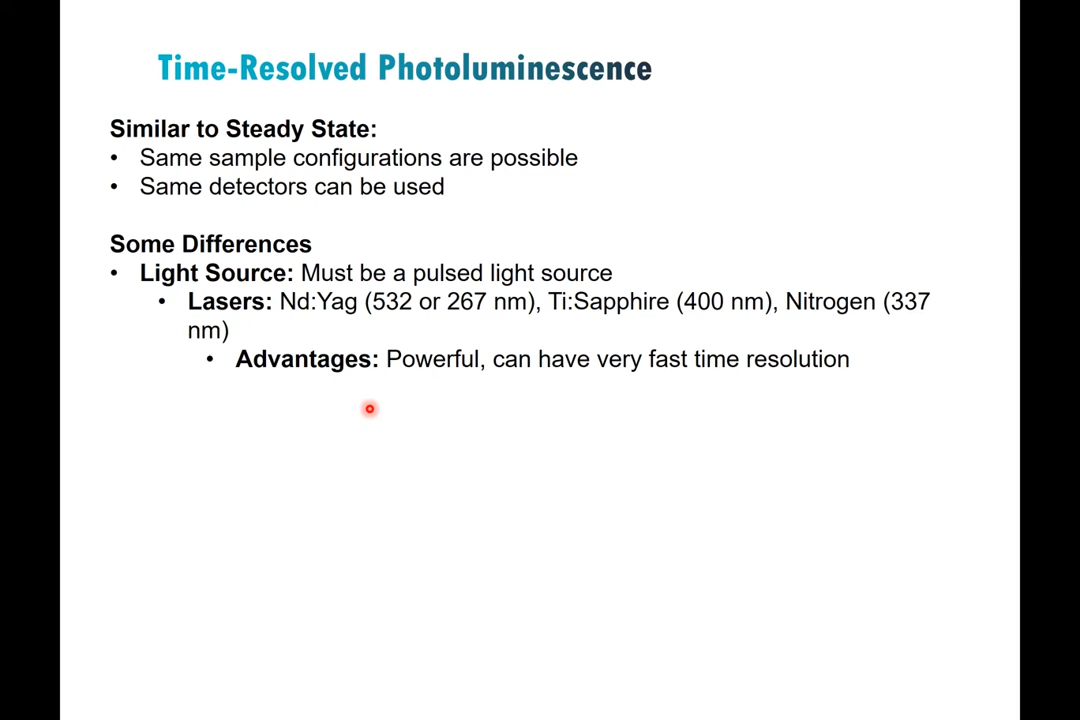 Time-Resolved Photoluminescence
Similar to Steady State:
• Same sample configurations are possible
• Same detectors can be used
Some Differences
• Light Source: Must be a pulsed light source
• Lasers: Nd:Yag (532 or 267 nm), Ti:Sapphire (400 nm), Nitrogen (337
nm)
• Advantages: Powerful, can have very fast time resolution